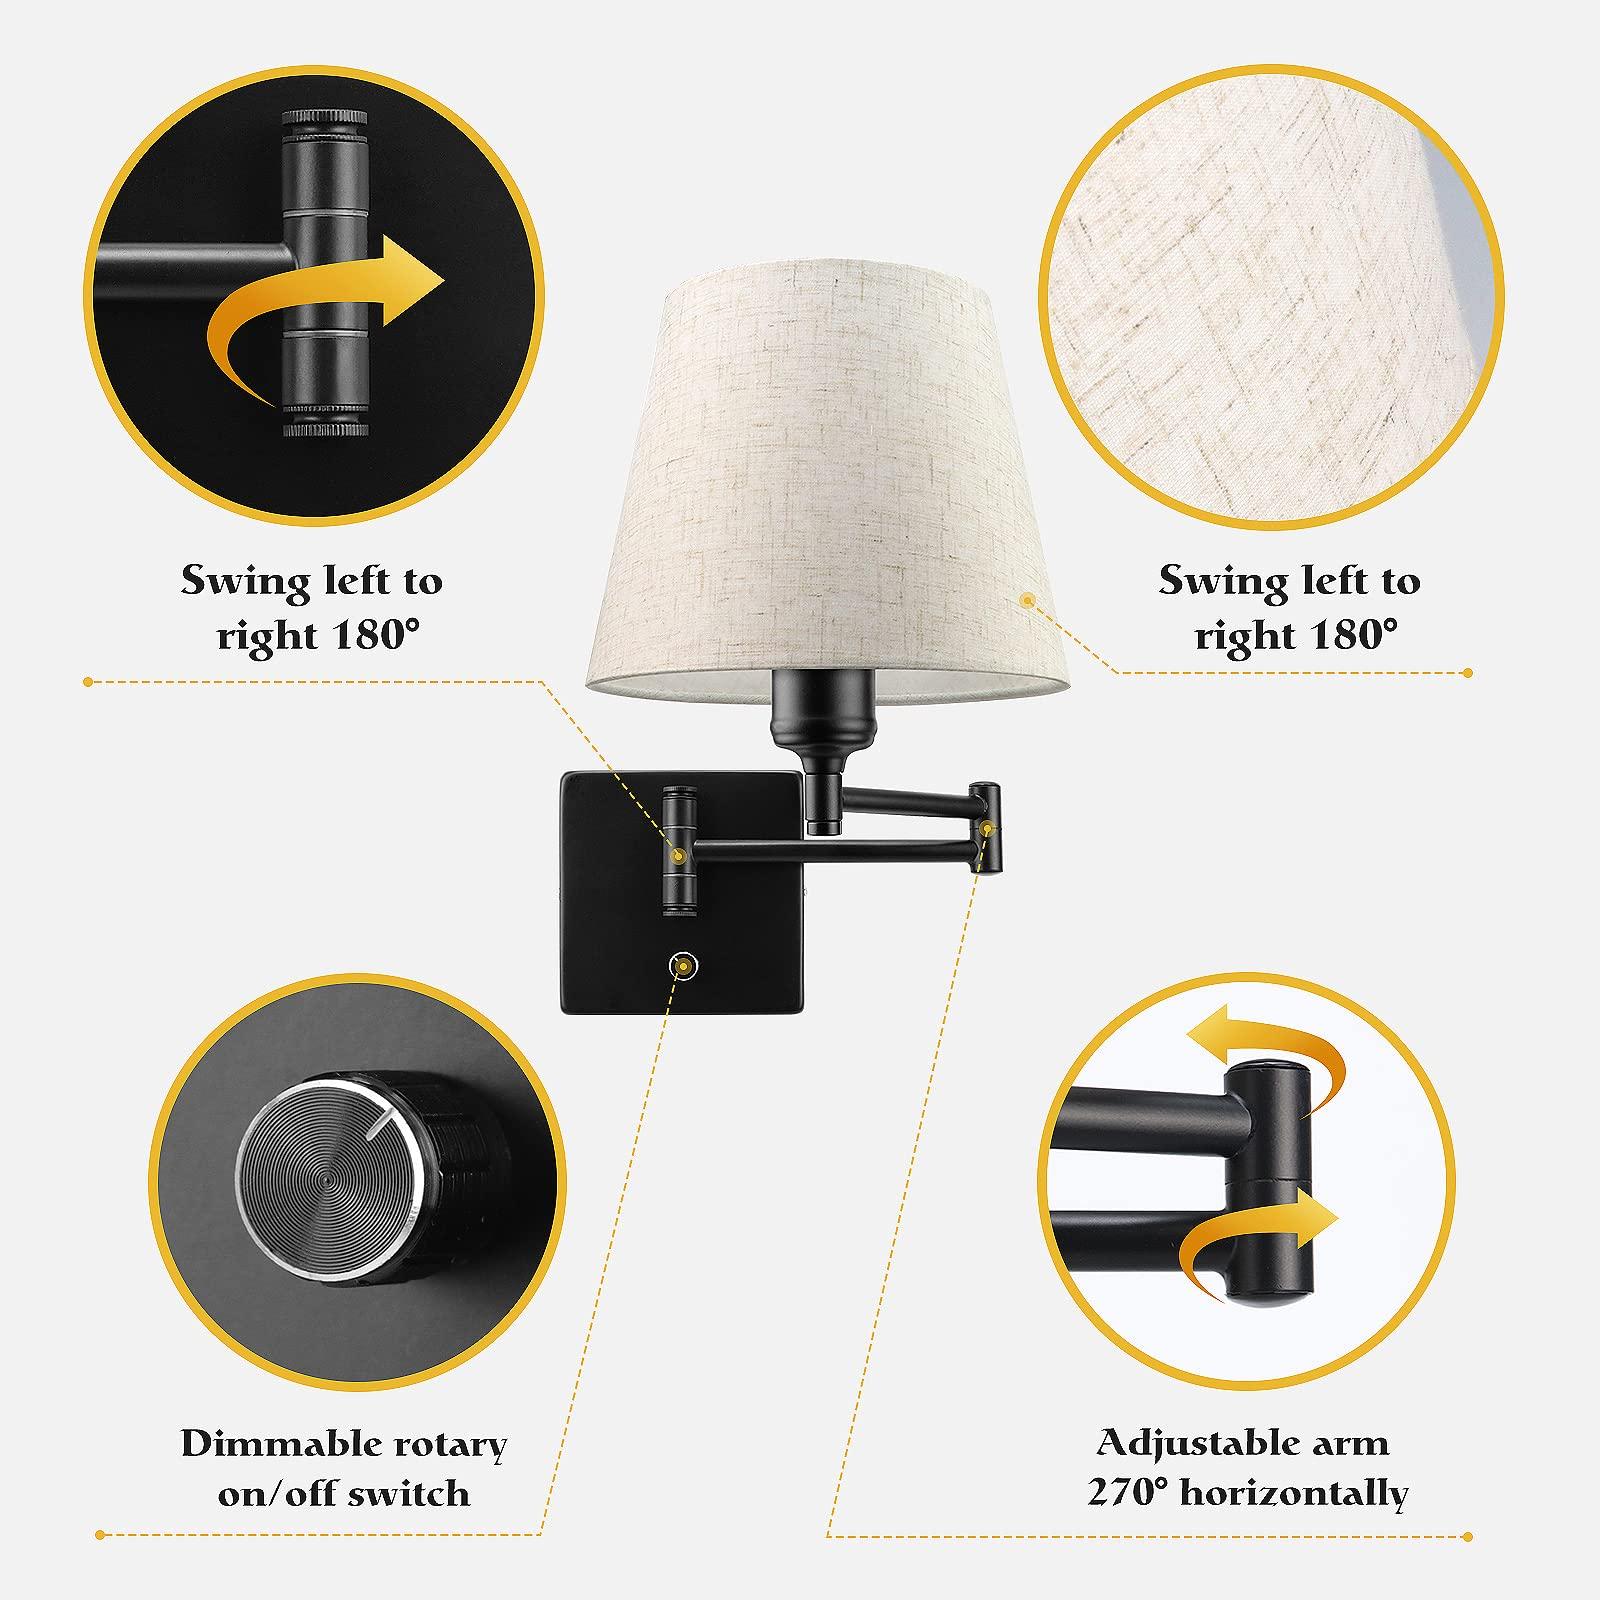 Swing left to
right 180°
Swing left to
right 180°
Dimmable rotary
on/off switch
Adjustable arm
270° horizontally